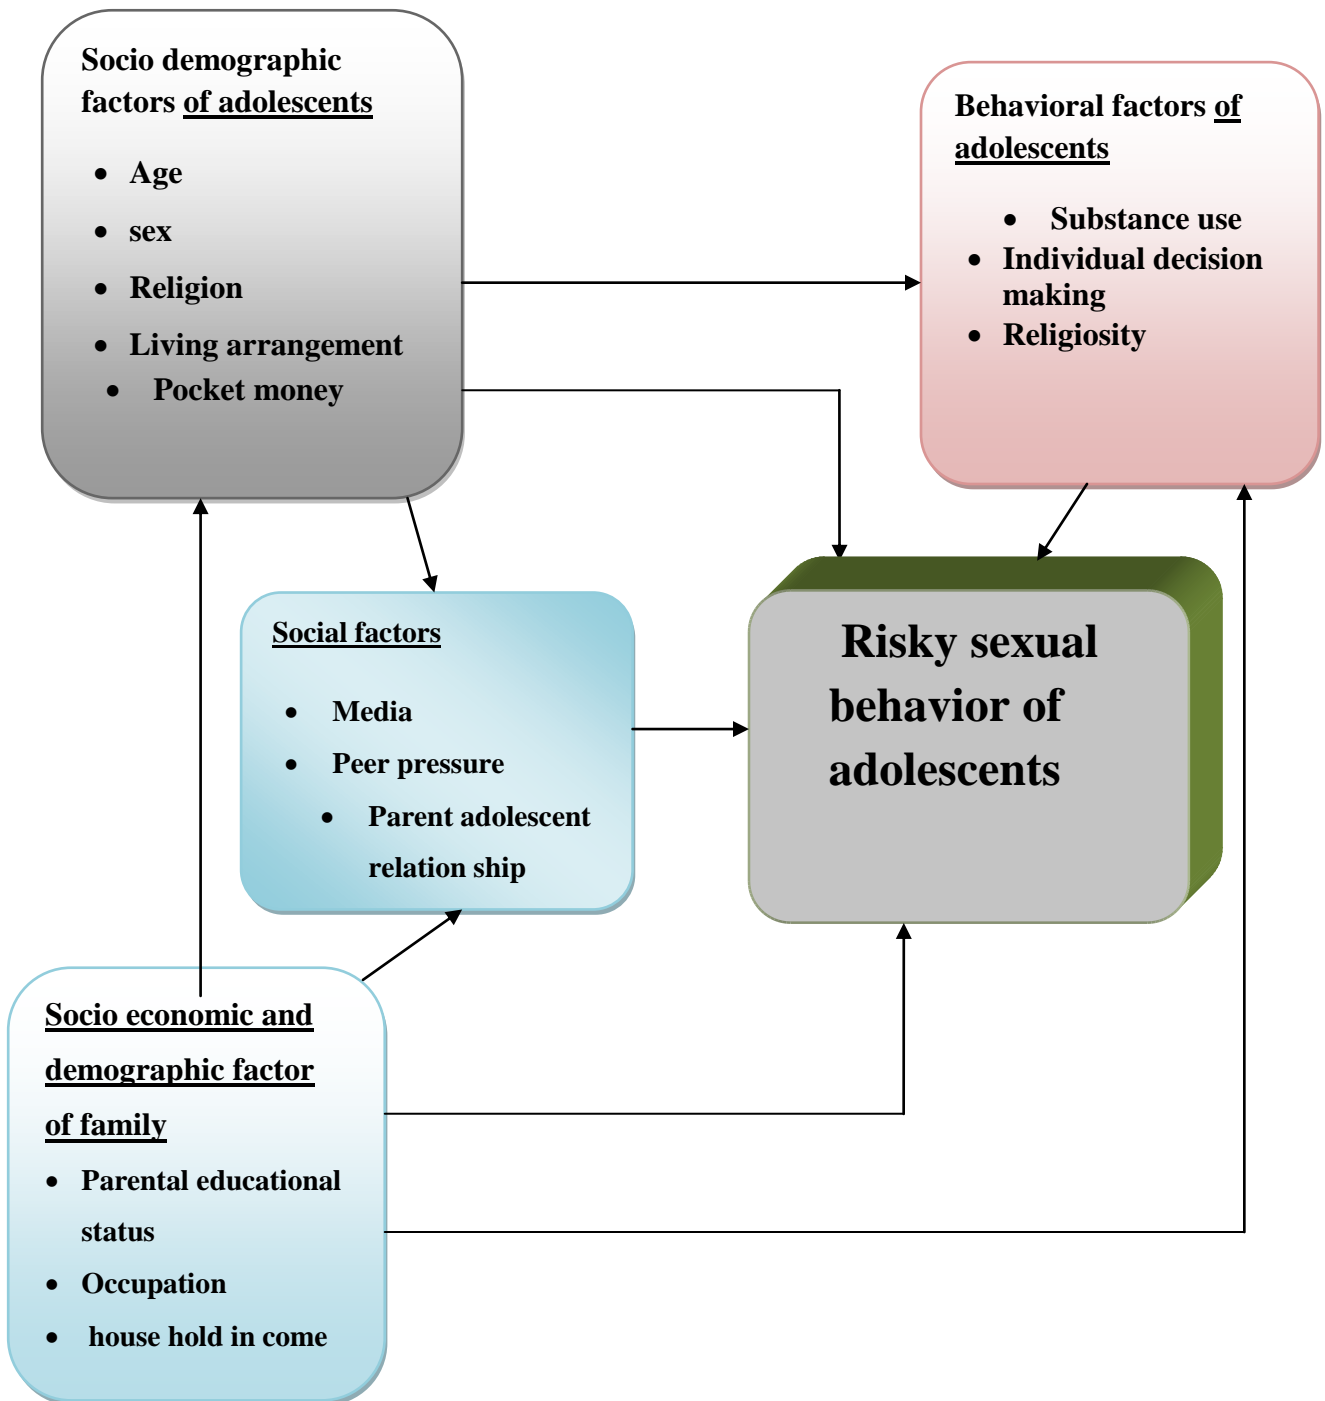 Socio demographic
factors of adolescents
• Age
• sex
• Religion
• Living arrangement
• Pocket money
Behavioral factors of
adolescents
• Substance use
• Individual decision
making
• Religiosity
Social factors
• Media
• Peer pressure
• Parent adolescent
relation ship
Risky sexual
behavior of
adolescents
Socio economic and
demographic factor
of family
• Parental educational
status
• Occupation
• house hold in come